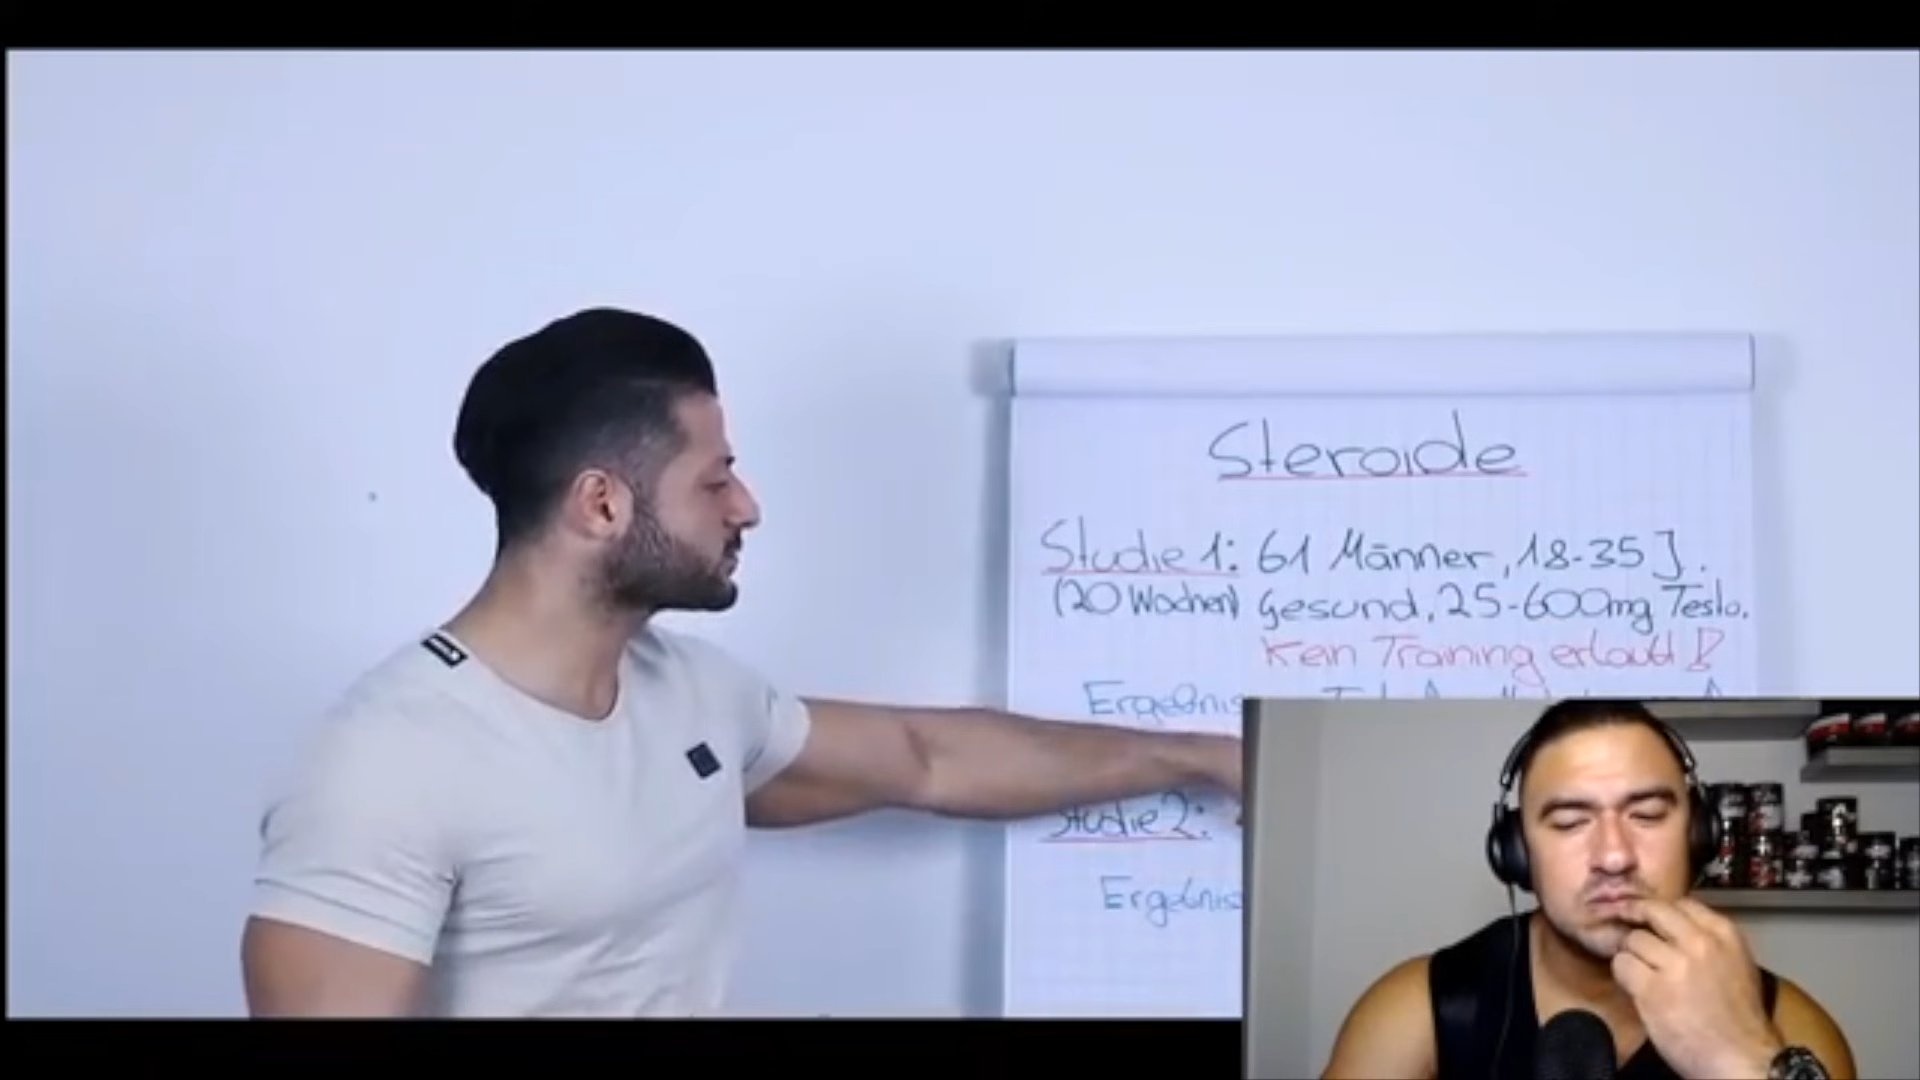 Steroide
Studie 1: 61 Männer, 18-35 J.
(20 Wochen) Gesund, 25-600mg Testo.
Kein Training erlaubt!
Ergebnis
Studie 2:
Ergebnis